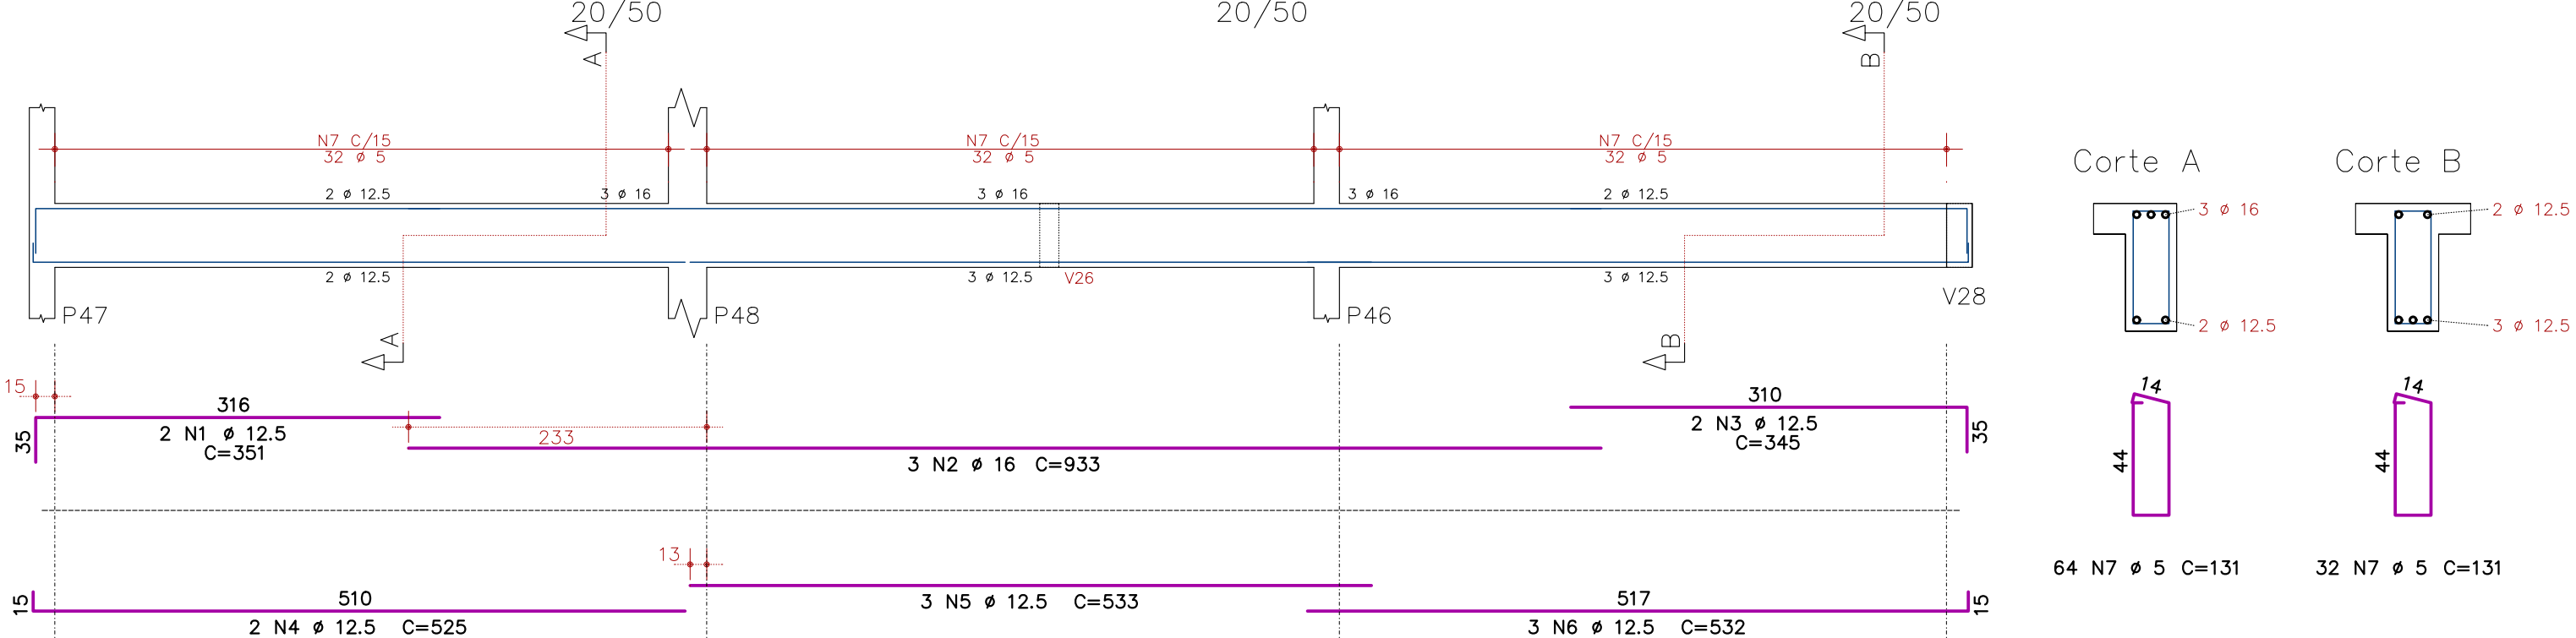 20/50
20/50
20/50
A
B
N7 C/15
32 ø 5
N7 C/15
32 ø 5
N7 C/15
32 ø 5
Corte A
Corte B
2 ø 12.5
3 ø 16
3 ø 16
3 ø 16
2 ø 12.5
3 ø 16
2 ø 12.5
2 ø 12.5
3 ø 12.5
V26
3 ø 12.5
V28
P47
P48
P46
2 ø 12.5
3 ø 12.5
A
B
15
316
35
2 N1 ø 12.5
C=351
233
3 N2 ø 16 C=933
310
2 N3 ø 12.5
C=345
35
14
44
14
44
13
15
510
2 N4 ø 12.5 C=525
3 N5 ø 12.5 C=533
517
15
3 N6 ø 12.5 C=532
64 N7 ø 5 C=131
32 N7 ø 5 C=131